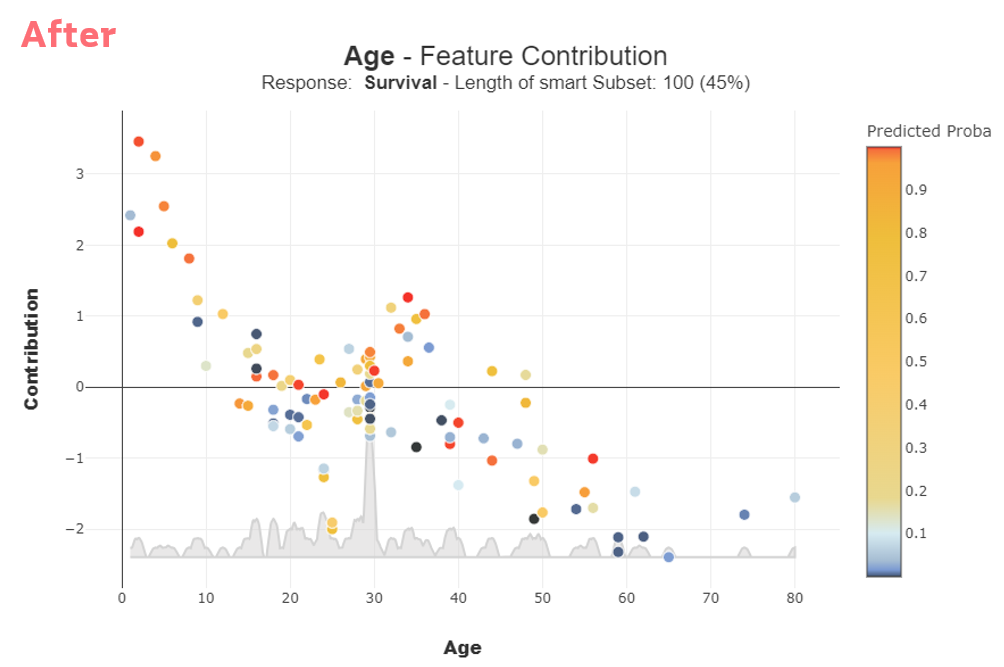 After
Age - Feature Contribution
Response: Survival - Length of smart Subset: 100 (45%)
Predicted Proba
0.9
0.8
0.7
0.6
0.5
0.4
0.3
0.2
0.1
Contribution
3
2
1
0
−1
−2
0 10 20 30 40 50 60 70 80
Age